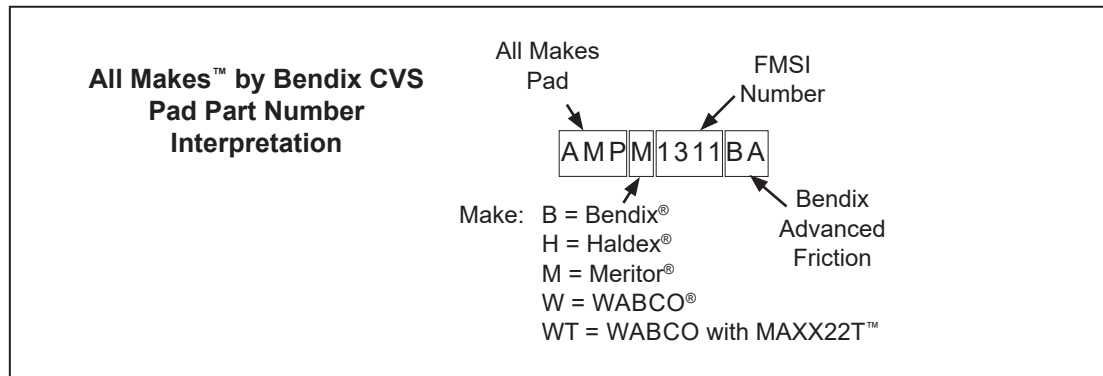 All Makes™ by Bendix CVS
Pad Part Number
Interpretation
All Makes
Pad
FMSI
Number
AMPM1311BA
Bendix
Advanced
Friction
Make: B = Bendix®
H = Haldex®
M = Meritor®
W = WABCO®
WT = WABCO with MAXX22T™